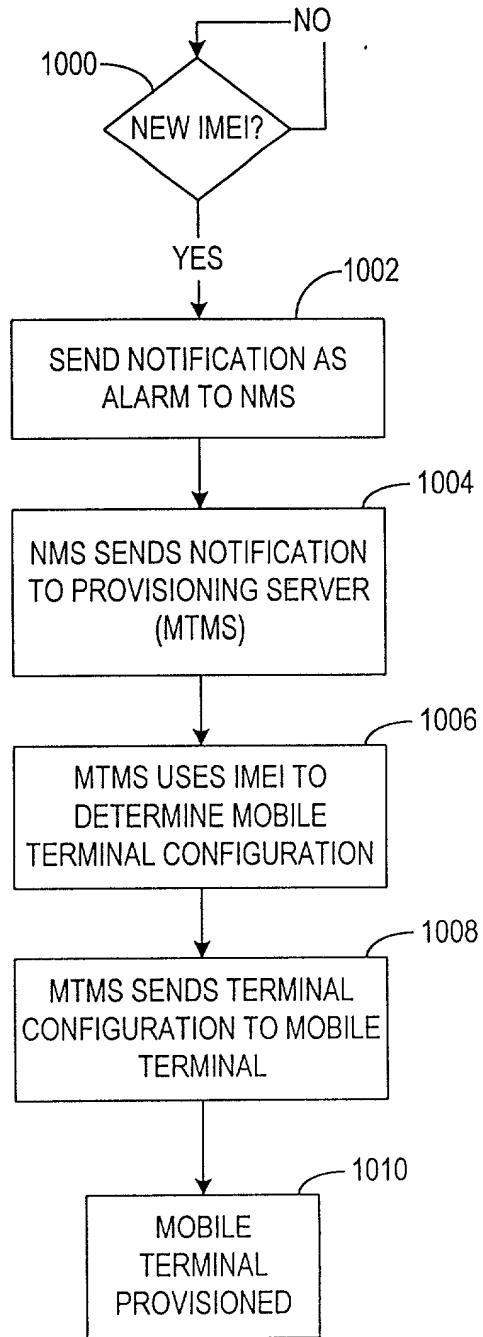 NO
1000
NEW IMEI?
YES
1002
SEND NOTIFICATION AS
ALARM TO NMS
1004
NMS SENDS NOTIFICATION
TO PROVISIONING SERVER
(MTMS)
1006
MTMS USES IMEI TO
DETERMINE MOBILE
TERMINAL CONFIGURATION
1008
MTMS SENDS TERMINAL
CONFIGURATION TO MOBILE
TERMINAL
1010
MOBILE
TERMINAL
PROVISIONED